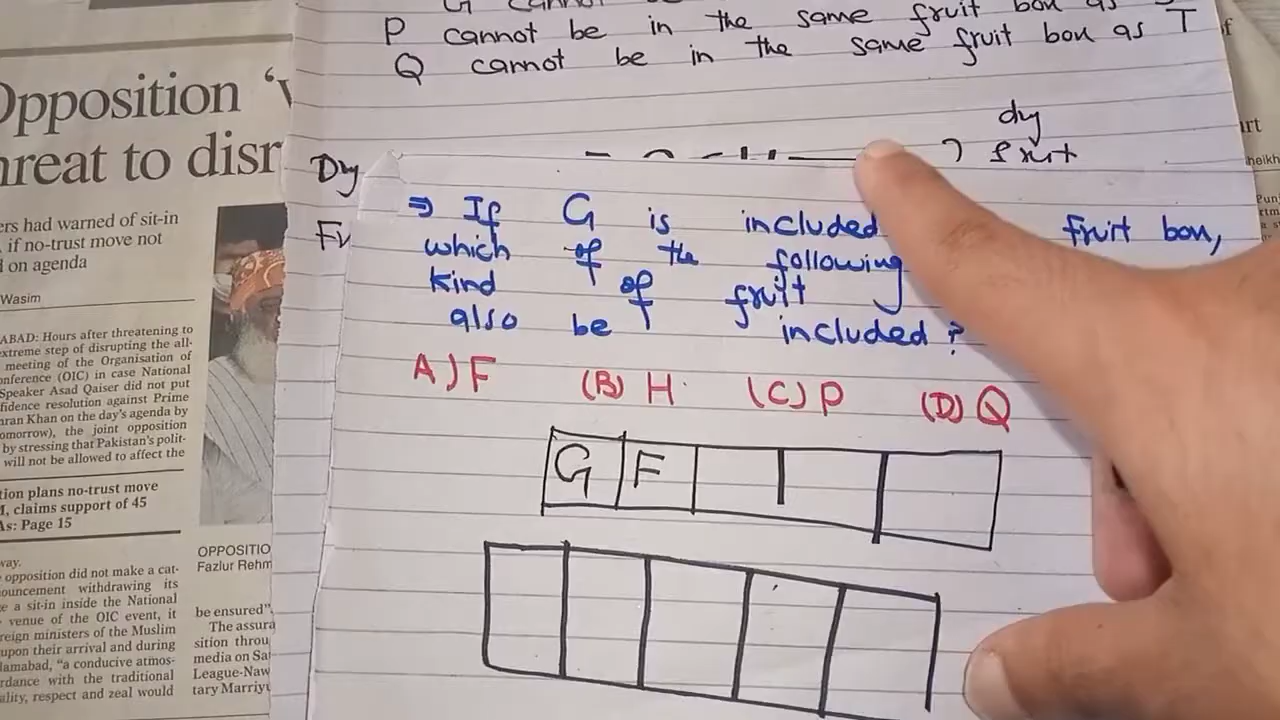 P cannot be in the same fruit box as
Q cannot be in the same fruit box as T
dry
fruit
Dry
⇒ If G is included fruit box,
which of the following
kind of fruit
also be included?
A) F (B) H (C) P (D) Q
G F
Opposition
hreat to disr
ers had warned of sit-in
if no-trust move not
d on agenda
Wasim
ABAD: Hours after threatening to
xtreme step of disrupting the all-
meeting of the Organisation of
onference (OIC) in case National
Speaker Asad Qaiser did not put
fidence resolution against Prime
mran Khan on the day's agenda by
omorrow), the joint opposition
by stressing that Pakistan's polit-
will not be allowed to affect the
tion plans no-trust move
M, claims support of 45
As: Page 15
way.
opposition did not make a cat-
ouncement withdrawing its
e a sit-in inside the National
venue of the OIC event, it
reign ministers of the Muslim
upon their arrival and during
lamabad, "a conducive atmos-
rdance with the traditional
ality, respect and zeal would
OPPOSITIO
Fazlur Rehm
be ensured",
The assura
sition throu
media on Sa
League-Naw
tary Marriyu